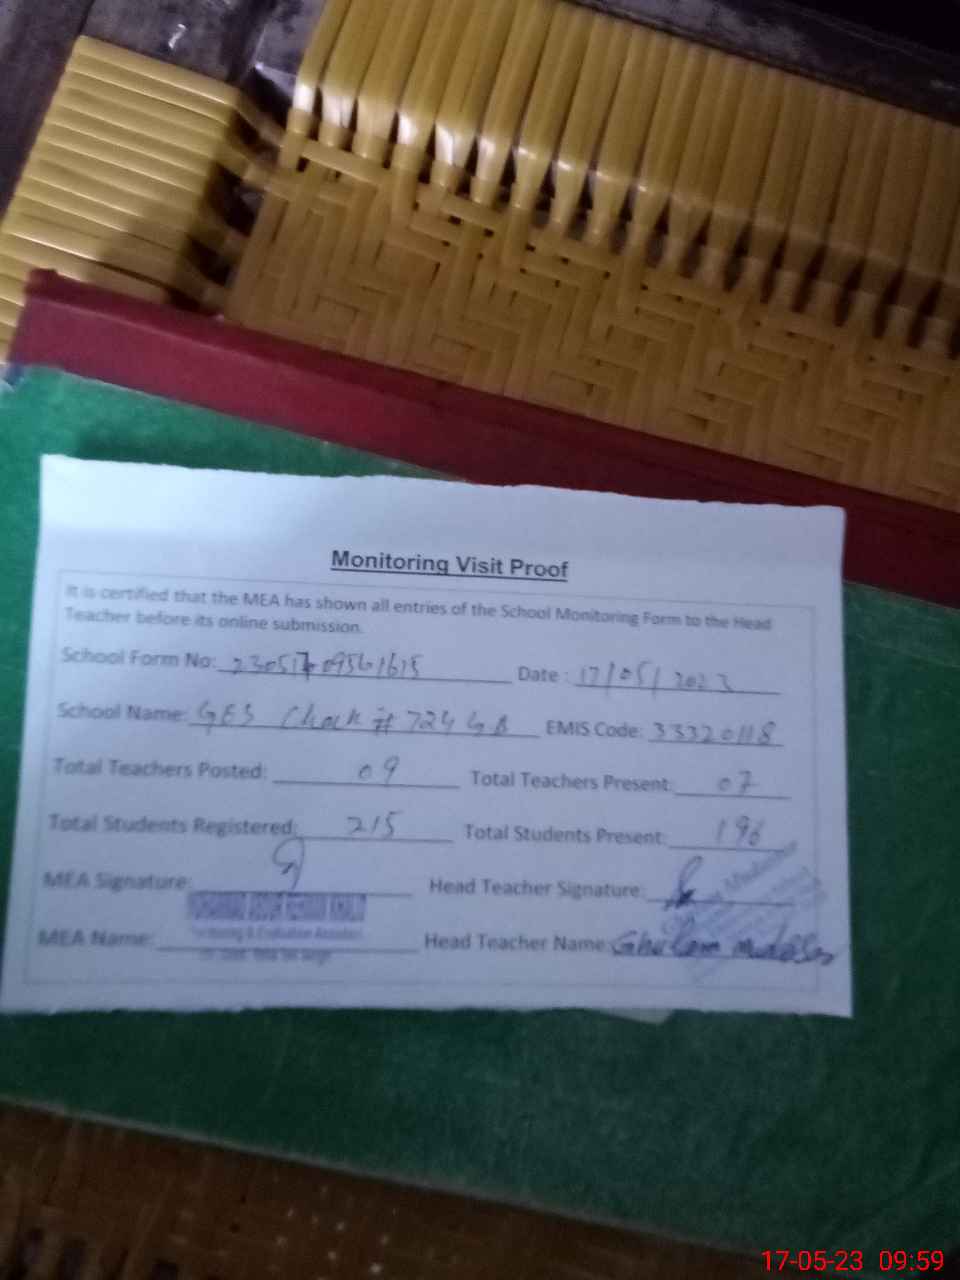 Monitoring Visit Proof
It is certified that the MEA has shown all entries of the School Monitoring Form to the Head
Teacher before its online submission.
School Form No: Date : 17/05/2023
School Name: GES Chak # 724 GB EMIS Code: 33320118
Total Teachers Posted: 09 Total Teachers Present: 07
Total Students Registered: 215 Total Students Present: 196
MEA Signature: Head Teacher Signature:
Monitoring & Evaluation Assistant
MEA Name: Head Teacher Name: Ghulam
17-05-23 09:59